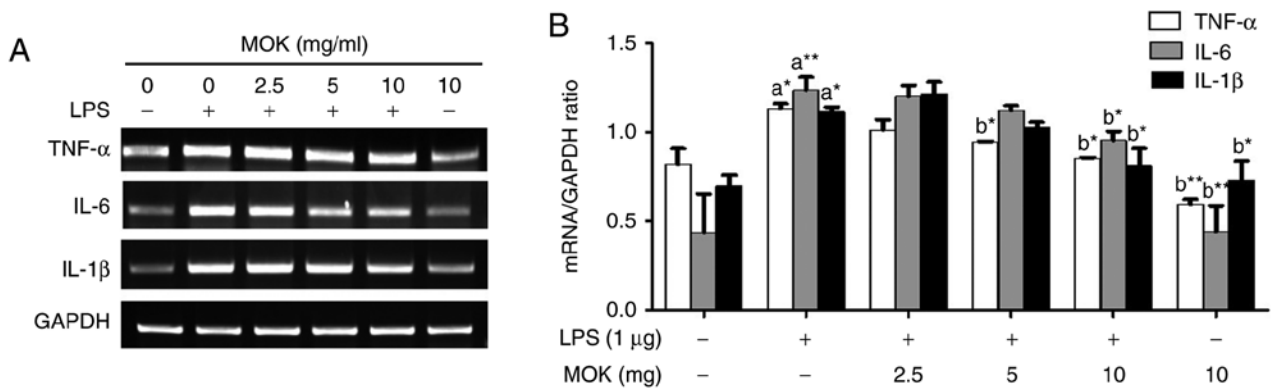 A
MOK (mg/ml)
0 0 2.5 5 10 10
LPS − + + + + −
TNF-α
IL-6
IL-1β
GAPDH
B
TNF-α
IL-6
IL-1β
mRNA/GAPDH ratio
1.5
1.0
0.5
0.0
a* a** a*
b*
b* b* b*
b** b** b*
LPS (1 μg) − + + + + −
MOK (mg) − − 2.5 5 10 10